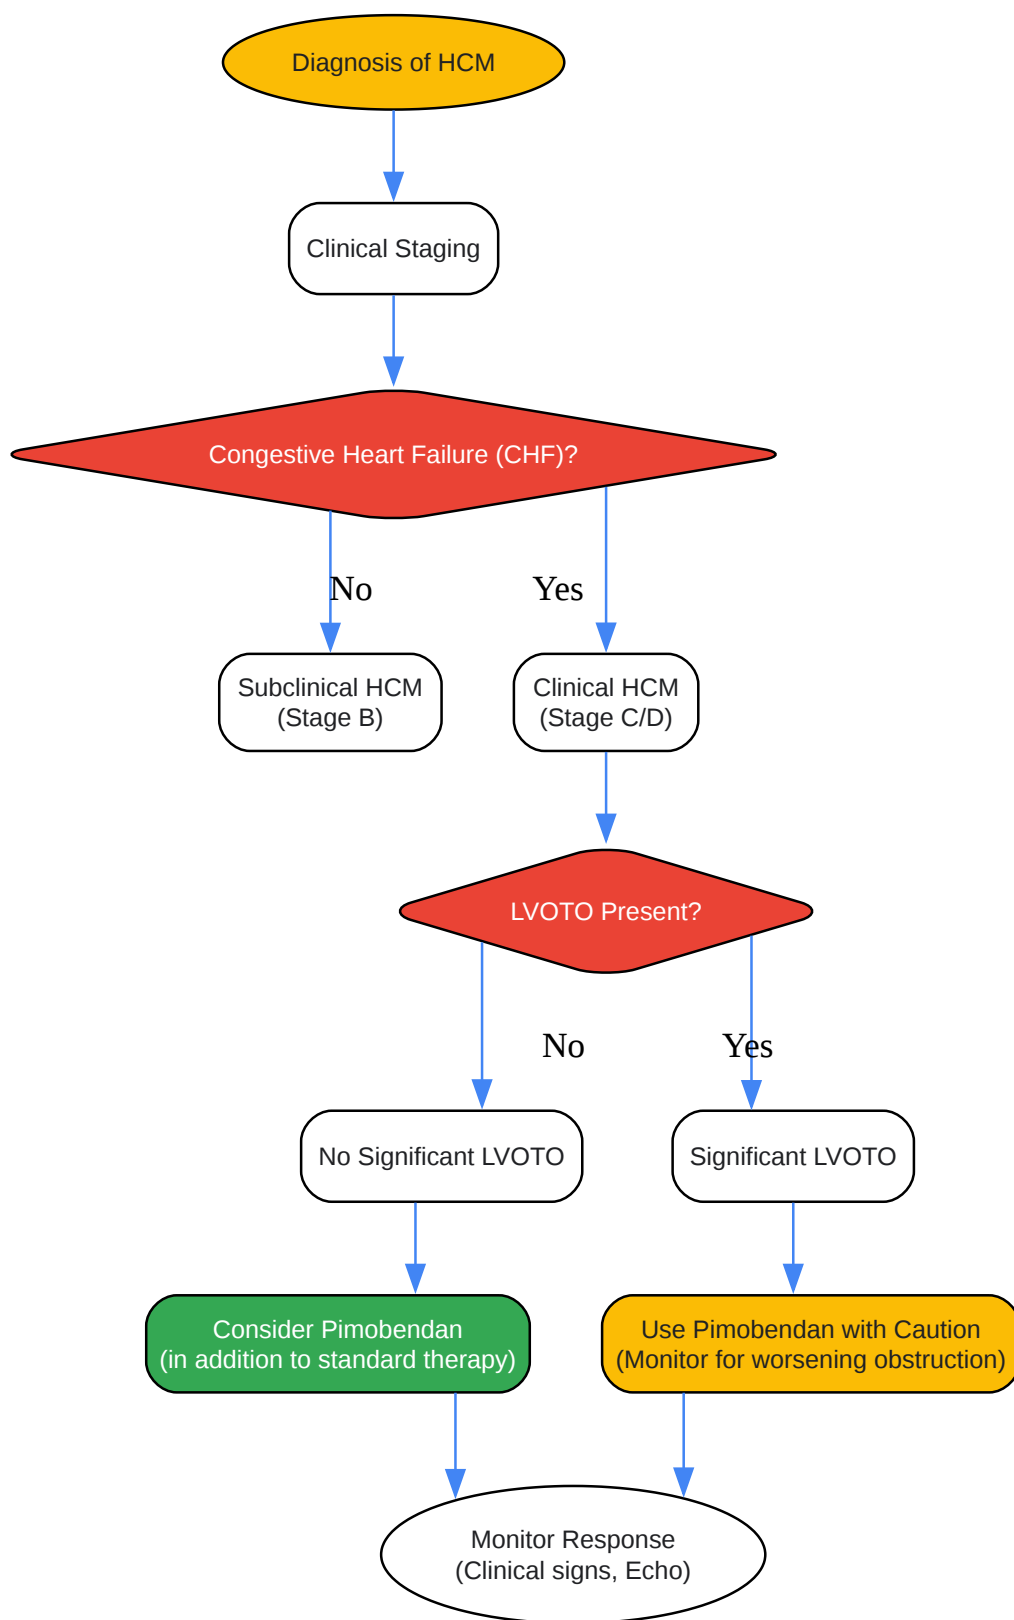 Diagnosis of HCM
Clinical Staging
Congestive Heart Failure (CHF)?
No
Yes
Subclinical HCM
(Stage B)
Clinical HCM
(Stage C/D)
LVOTO Present?
No
Yes
No Significant LVOTO
Significant LVOTO
Consider Pimobendan
(in addition to standard therapy)
Use Pimobendan with Caution
(Monitor for worsening obstruction)
Monitor Response
(Clinical signs, Echo)